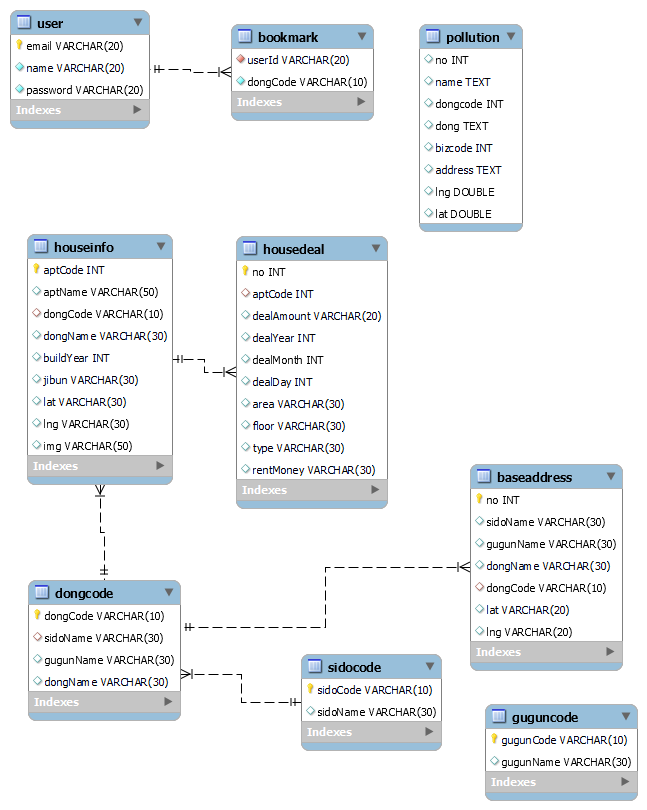 user
email VARCHAR(20)
name VARCHAR(20)
password VARCHAR(20)
Indexes
bookmark
userId VARCHAR(20)
dongCode VARCHAR(10)
Indexes
pollution
no INT
name TEXT
dongcode INT
dong TEXT
bizcode INT
address TEXT
lng DOUBLE
lat DOUBLE
houseinfo
aptCode INT
aptName VARCHAR(50)
dongCode VARCHAR(10)
dongName VARCHAR(30)
buildYear INT
jibun VARCHAR(30)
lat VARCHAR(30)
lng VARCHAR(30)
img VARCHAR(50)
Indexes
housedeal
no INT
aptCode INT
dealAmount VARCHAR(20)
dealYear INT
dealMonth INT
dealDay INT
area VARCHAR(30)
floor VARCHAR(30)
type VARCHAR(30)
rentMoney VARCHAR(30)
Indexes
baseaddress
no INT
sidoName VARCHAR(30)
gugunName VARCHAR(30)
dongName VARCHAR(30)
dongCode VARCHAR(10)
lat VARCHAR(20)
lng VARCHAR(20)
Indexes
dongcode
dongCode VARCHAR(10)
sidoName VARCHAR(30)
gugunName VARCHAR(30)
dongName VARCHAR(30)
Indexes
sidocode
sidoCode VARCHAR(10)
sidoName VARCHAR(30)
Indexes
guguncode
gugunCode VARCHAR(10)
gugunName VARCHAR(30)
Indexes